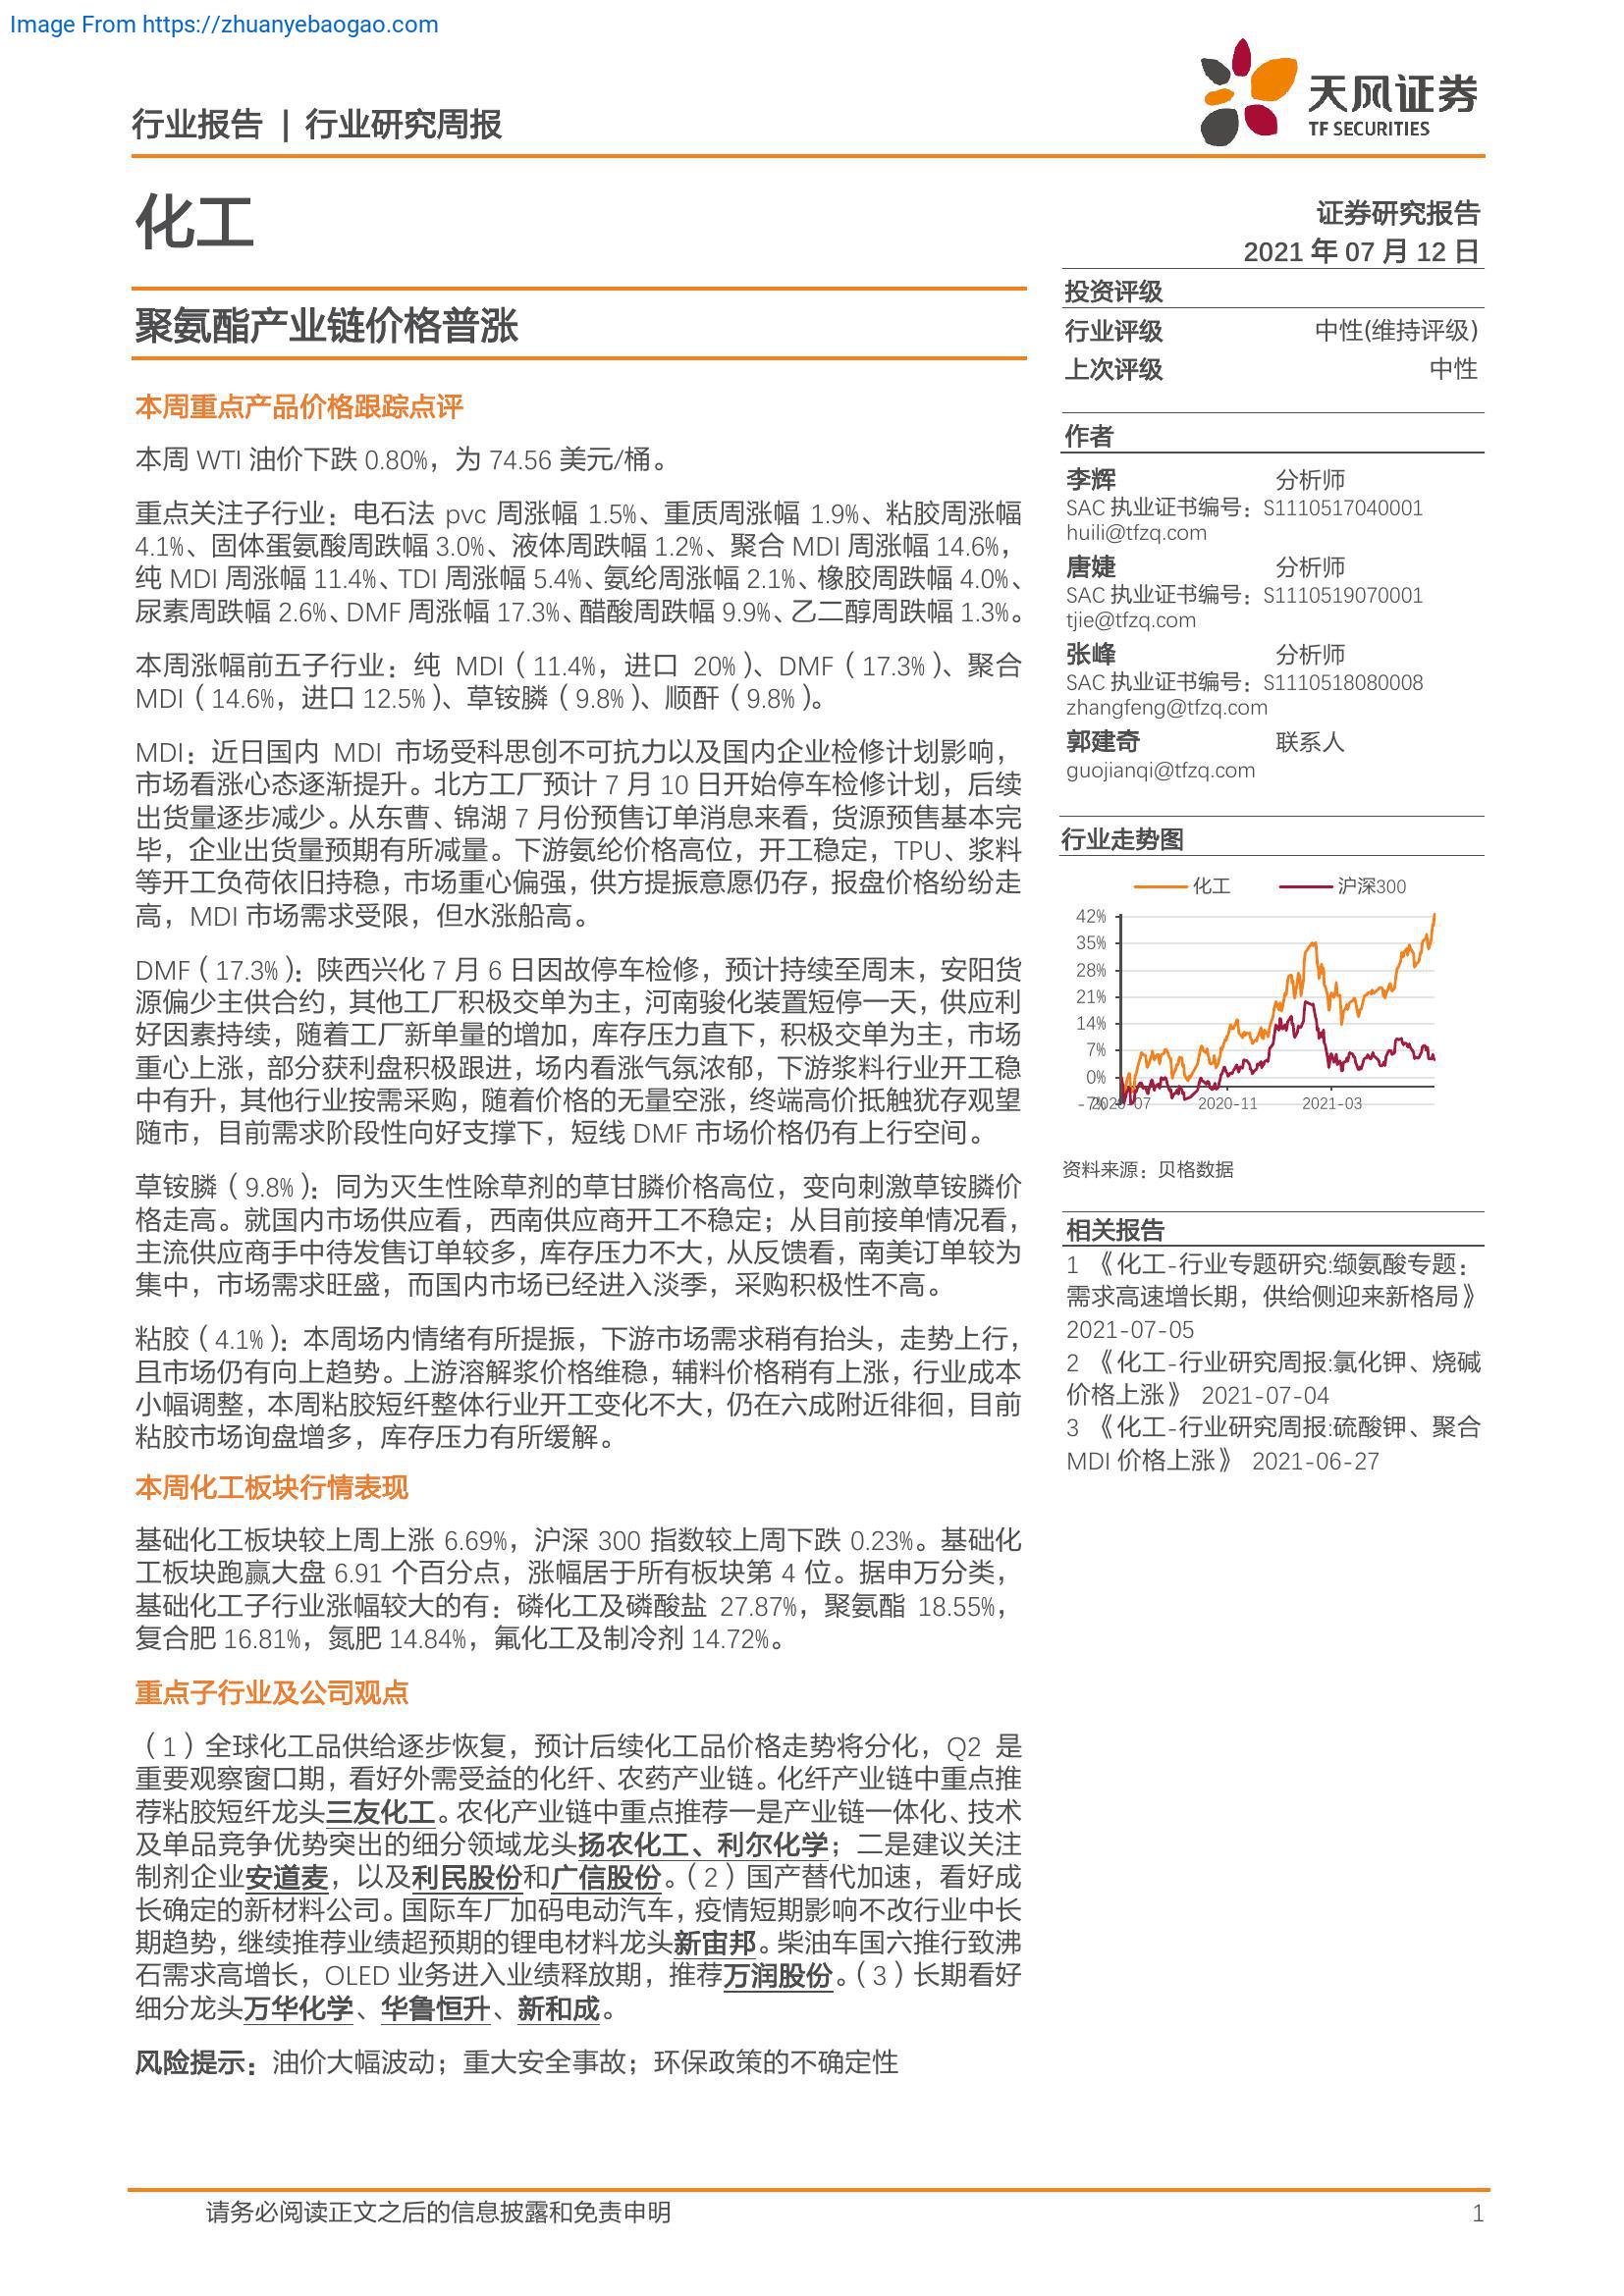 Image From https://zhuanyebaogao.com
行业报告 | 行业研究周报
天风证券
TF SECURITIES
化工
证券研究报告
2021 年 07 月 12 日
聚氨酯产业链价格普涨
本周重点产品价格跟踪点评
本周 WTI 油价下跌 0.80%，为 74.56 美元/桶。
重点关注子行业：电石法 pvc 周涨幅 1.5%、重质周涨幅 1.9%、粘胶周涨幅
4.1%、固体蛋氨酸周跌幅 3.0%、液体周跌幅 1.2%、聚合 MDI 周涨幅 14.6%，
纯 MDI 周涨幅 11.4%、TDI 周涨幅 5.4%、氨纶周涨幅 2.1%、橡胶周跌幅 4.0%、
尿素周跌幅 2.6%、DMF 周涨幅 17.3%、醋酸周跌幅 9.9%、乙二醇周跌幅 1.3%。
本周涨幅前五子行业：纯 MDI（11.4%，进口 20%）、DMF（17.3%）、聚合
MDI（14.6%，进口 12.5%）、草铵膦（9.8%）、顺酐（9.8%）。
MDI：近日国内 MDI 市场受科思创不可抗力以及国内企业检修计划影响，
市场看涨心态逐渐提升。北方工厂预计 7 月 10 日开始停车检修计划，后续
出货量逐步减少。从东曹、锦湖 7 月份预售订单消息来看，货源预售基本完
毕，企业出货量预期有所减量。下游氨纶价格高位，开工稳定，TPU、浆料
等开工负荷依旧持稳，市场重心偏强，供方提振意愿仍存，报盘价格纷纷走
高，MDI 市场需求受限，但水涨船高。
DMF（17.3%）：陕西兴化 7 月 6 日因故停车检修，预计持续至周末，安阳货
源偏少主供合约，其他工厂积极交单为主，河南骏化装置短停一天，供应利
好因素持续，随着工厂新单量的增加，库存压力直下，积极交单为主，市场
重心上涨，部分获利盘积极跟进，场内看涨气氛浓郁，下游浆料行业开工稳
中有升，其他行业按需采购，随着价格的无量空涨，终端高价抵触犹存观望
随市，目前需求阶段性向好支撑下，短线 DMF 市场价格仍有上行空间。
草铵膦（9.8%）：同为灭生性除草剂的草甘膦价格高位，变向刺激草铵膦价
格走高。就国内市场供应看，西南供应商开工不稳定；从目前接单情况看，
主流供应商手中待发售订单较多，库存压力不大，从反馈看，南美订单较为
集中，市场需求旺盛，而国内市场已经进入淡季，采购积极性不高。
粘胶（4.1%）：本周场内情绪有所提振，下游市场需求稍有抬头，走势上行，
且市场仍有向上趋势。上游溶解浆价格维稳，辅料价格稍有上涨，行业成本
小幅调整，本周粘胶短纤整体行业开工变化不大，仍在六成附近徘徊，目前
粘胶市场询盘增多，库存压力有所缓解。
本周化工板块行情表现
基础化工板块较上周上涨 6.69%，沪深 300 指数较上周下跌 0.23%。基础化
工板块跑赢大盘 6.91 个百分点，涨幅居于所有板块第 4 位。据申万分类，
基础化工子行业涨幅较大的有：磷化工及磷酸盐 27.87%，聚氨酯 18.55%，
复合肥 16.81%，氮肥 14.84%，氟化工及制冷剂 14.72%。
重点子行业及公司观点
（1）全球化工品供给逐步恢复，预计后续化工品价格走势将分化，Q2 是
重要观察窗口期，看好外需受益的化纤、农药产业链。化纤产业链中重点推
荐粘胶短纤龙头三友化工。农化产业链中重点推荐一是产业链一体化、技术
及单品竞争优势突出的细分领域龙头扬农化工、利尔化学；二是建议关注
制剂企业安道麦，以及利民股份和广信股份。（2）国产替代加速，看好成
长确定的新材料公司。国际车厂加码电动汽车，疫情短期影响不改行业中长
期趋势，继续推荐业绩超预期的锂电材料龙头新宙邦。柴油车国六推行致沸
石需求高增长，OLED 业务进入业绩释放期，推荐万润股份。（3）长期看好
细分龙头万华化学、华鲁恒升、新和成。
风险提示：油价大幅波动；重大安全事故；环保政策的不确定性
投资评级
行业评级 中性(维持评级)
上次评级 中性
作者
李辉 分析师
SAC 执业证书编号：S1110517040001
huili@tfzq.com
唐婕 分析师
SAC 执业证书编号：S1110519070001
tjie@tfzq.com
张峰 分析师
SAC 执业证书编号：S1110518080008
zhangfeng@tfzq.com
郭建奇 联系人
guojianqi@tfzq.com
行业走势图
化工 沪深300
42%
35%
28%
21%
14%
7%
0%
-7%
2020-07 2020-11 2021-03
资料来源：贝格数据
相关报告
1 《化工-行业专题研究:缬氨酸专题：
需求高速增长期，供给侧迎来新格局》
2021-07-05
2 《化工-行业研究周报:氯化钾、烧碱
价格上涨》 2021-07-04
3 《化工-行业研究周报:硫酸钾、聚合
MDI 价格上涨》 2021-06-27
请务必阅读正文之后的信息披露和免责申明 1